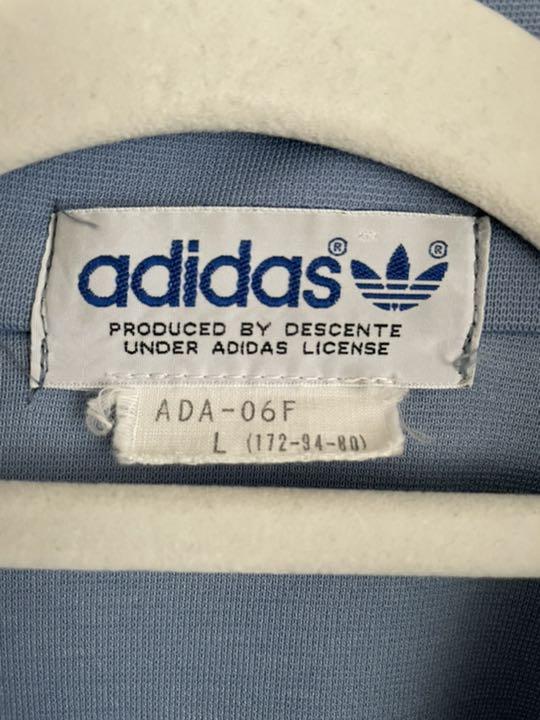 adidas® ®
PRODUCED BY DESCENTE
UNDER ADIDAS LICENSE
ADA-06F
L (172-94-80)